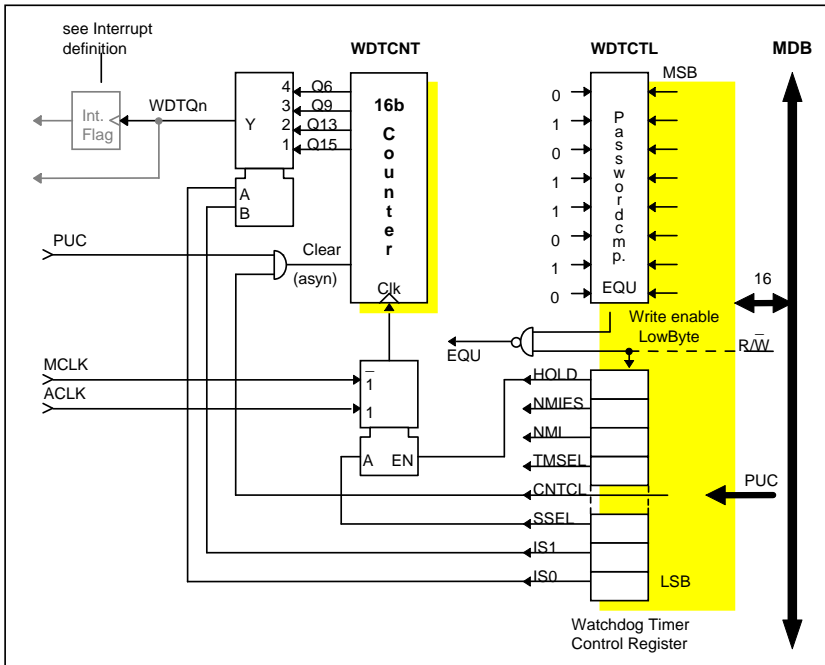 see Interrupt
definition
WDTCNT
WDTCTL
MDB
MSB
Int.
Flag
WDTQn
Y
4
3
2
1
Q6
Q9
Q13
Q15
16b
Counter
A
B
Clk
PUC
Clear
(asyn)
0
1
0
1
1
0
1
0
Passwordcmp.
EQU
16
Write enable
LowByte
EQU
R/W̅
MCLK
ACLK
1̅
1
A
EN
HOLD
NMIES
NMI
TMSEL
CNTCL
SSEL
IS1
IS0
PUC
LSB
Watchdog Timer
Control Register